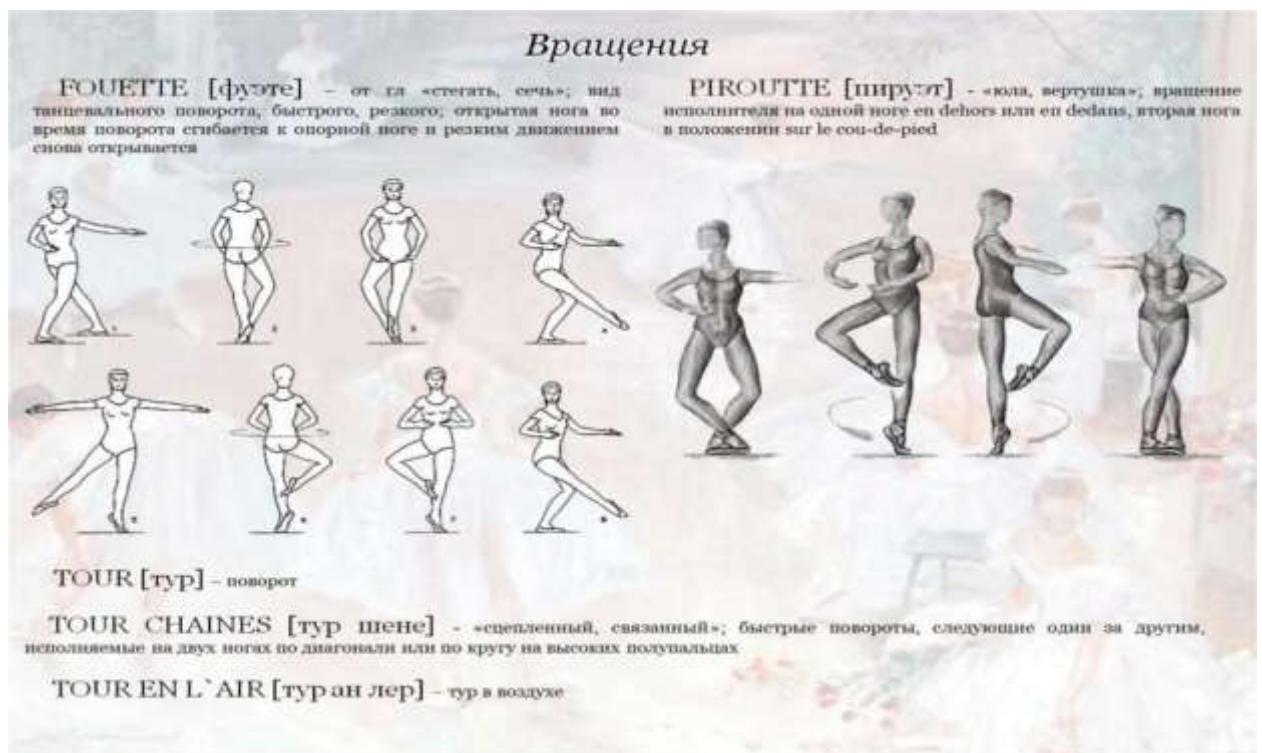 Вращения
FOUETTE [фуэте] – от гл «стегать, сечь»; вид
танцевального поворота, быстрого, резкого; открытая нога во
время поворота сгибается к опорной ноге и резким движением
снова открывается
PIROUTTE [пируэт] - «юла, вертушка»; вращение
исполнителя на одной ноге en dehors или en dedans, вторая нога
в положении sur le cou-de-pied
TOUR [тур] – поворот
TOUR CHAINES [тур шене] - «сцепленный, связанный»; быстрые повороты, следующие один за другим,
исполняемые на двух ногах по диагонали или по кругу на высоких полупальцах
TOUR EN L`AIR [тур ан лер] – тур в воздухе